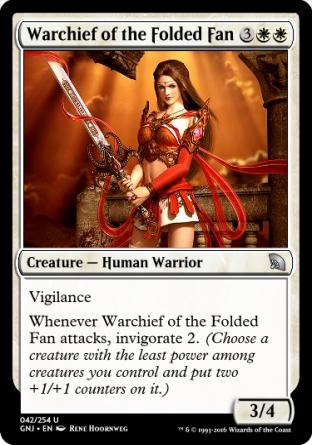 Warchief of the Folded Fan 3
Creature — Human Warrior
Vigilance
Whenever Warchief of the Folded
Fan attacks, invigorate 2. (Choose a
creature with the least power among
creatures you control and put two
+1/+1 counters on it.)
3/4
042/254 U
GNJ • EN RENE HOORNWEG
™ & © 1993-2016 Wizards of the Coast